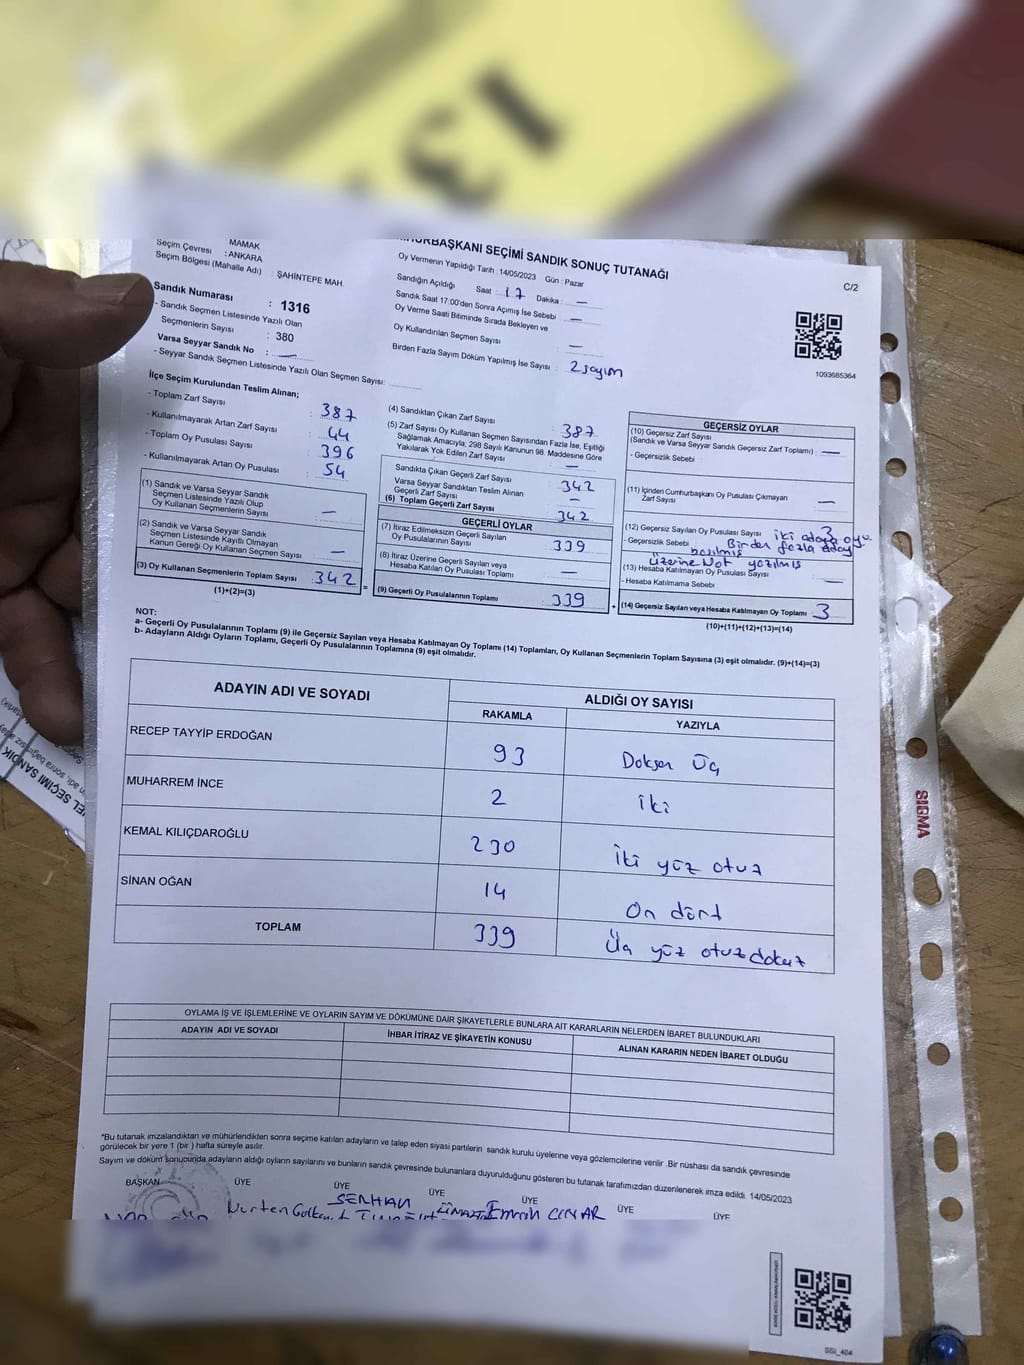 MAMAK
Seçim Çevresi : ANKARA
Seçim Bölgesi (Mahalle Adı) : ŞAHİNTEPE MAH.
Sandık Numarası : 1316
- Sandık Seçmen Listesinde Yazılı Olan
Seçmenlerin Sayısı : 380
Varsa Seyyar Sandık No : —
- Seyyar Sandık Seçmen Listesinde Yazılı Olan Seçmen Sayısı:
BAŞKANI SEÇİMİ SANDIK SONUÇ TUTANAĞI
Oy Vermenin Yapıldığı Tarih : 14/05/2023 Gün : Pazar
Sandığın Açıldığı Saat : 17 Dakika : —
Sandık Saat 17:00'den Sonra Açımış İse Sebebi : —
Oy Verme Saati Bitiminde Sırada Bekleyen ve
Oy Kullandırılan Seçmen Sayısı : —
Birden Fazla Sayım Döküm Yapılmış İse Sayısı : 2 sayım
C/2
1093685364
İlçe Seçim Kurulundan Teslim Alınan;
- Toplam Zarf Sayısı : 387
- Kullanılmayarak Artan Zarf Sayısı : 44
- Toplam Oy Pusulası Sayısı : 396
- Kullanılmayarak Artan Oy Pusulası : 54
(1) Sandık ve Varsa Seyyar Sandık
Seçmen Listesinde Yazılı Olup
Oy Kullanan Seçmenlerin Sayısı : —
(2) Sandık ve Varsa Seyyar Sandık
Seçmen Listesinde Kayıtlı Olmayan
Kanun Gereği Oy Kullanan Seçmen Sayısı : —
(3) Oy Kullanan Seçmenlerin Toplam Sayısı : 342 =
(1)+(2)=(3)
(4) Sandıktan Çıkan Zarf Sayısı : 387
(5) Zarf Sayısı Oy Kullanan Seçmen Sayısından Fazla İse, Eşitliği
Sağlamak Amacıyla, 298 Sayılı Kanunun 98. Maddesine Göre
Yakılarak Yok Edilen Zarf Sayısı : —
Sandıkta Çıkan Geçerli Zarf Sayısı : 342
Varsa Seyyar Sandıktan Teslim Alınan
Geçerli Zarf Sayısı : —
(6) Toplam Geçerli Zarf Sayısı : 342
GEÇERLİ OYLAR
(7) İtiraz Edilmeksizin Geçerli Sayılan
Oy Pusulalarının Sayısı : 339
(8) İtiraz Üzerine Geçerli Sayılan veya
Hesaba Katılan Oy Pusulası Toplamı : —
(9) Geçerli Oy Pusulalarının Toplamı : 339 +
GEÇERSİZ OYLAR
(10) Geçersiz Zarf Sayısı
(Sandık ve Varsa Seyyar Sandık Geçersiz Zarf Toplamı) : —
- Geçersizlik Sebebi
(11) İçinden Cumhurbaşkanı Oy Pusulası Çıkmayan
Zarf Sayısı : —
(12) Geçersiz Sayılan Oy Pusulası Sayısı : 3
- Geçersizlik Sebebi iki adaya oy.
Birden fazla aday
basılmış
üzerine Not yazılmış
(13) Hesaba Katılmayan Oy Pusulası Sayısı : —
- Hesaba Katılmama Sebebi
(14) Geçersiz Sayılan veya Hesaba Katılmayan Oy Toplamı : 3
(10)+(11)+(12)+(13)=(14)
NOT:
a- Geçerli Oy Pusulalarının Toplamı (9) ile Geçersiz Sayılan veya Hesaba Katılmayan Oy Toplamı (14) Toplamları, Oy Kullanan Seçmenlerin Toplam Sayısına (3) eşit olmalıdır. (9)+(14)=(3)
b- Adayların Aldığı Oyların Toplamı, Geçerli Oy Pusulalarının Toplamına (9) eşit olmalıdır.
ADAYIN ADI VE SOYADI ALDIĞI OY SAYISI
RAKAMLA YAZIYLA
RECEP TAYYİP ERDOĞAN 93 Doksan Üç
MUHARREM İNCE 2 iki
KEMAL KILIÇDAROĞLU 230 İki yüz otuz
SİNAN OĞAN 14 On dört
TOPLAM 339 Üç yüz otuz dokuz
OYLAMA İŞ VE İŞLEMLERİNE VE OYLARIN SAYIM VE DÖKÜMÜNE DAİR ŞİKAYETLERLE BUNLARA AİT KARARLARIN NELERDEN İBARET BULUNDUKLARI
ADAYIN ADI VE SOYADI İHBAR İTİRAZ VE ŞİKAYETİN KONUSU ALINAN KARARIN NEDEN İBARET OLDUĞU
*Bu tutanak imzalandıktan ve mühürlendikten sonra seçime katılan adayların ve talep eden siyasi partilerin sandık kurulu üyelerine veya gözlemcilerine verilir .Bir nüshası da sandık çevresinde
görülecek bir yere 1 (bir ) hafta süreyle asılır.
Sayım ve döküm sonucunda adayların aldığı oyların sayılarını ve bunların sandık çevresinde bulunanlara duyurulduğunu gösteren bu tutanak tarafımızdan düzenlenerek imza edildi. 14/05/2023
BAŞKAN ÜYE ÜYE ÜYE ÜYE ÜYE ÜYE
Nurten SERHAN Emrah ÇINAR
SIGMA